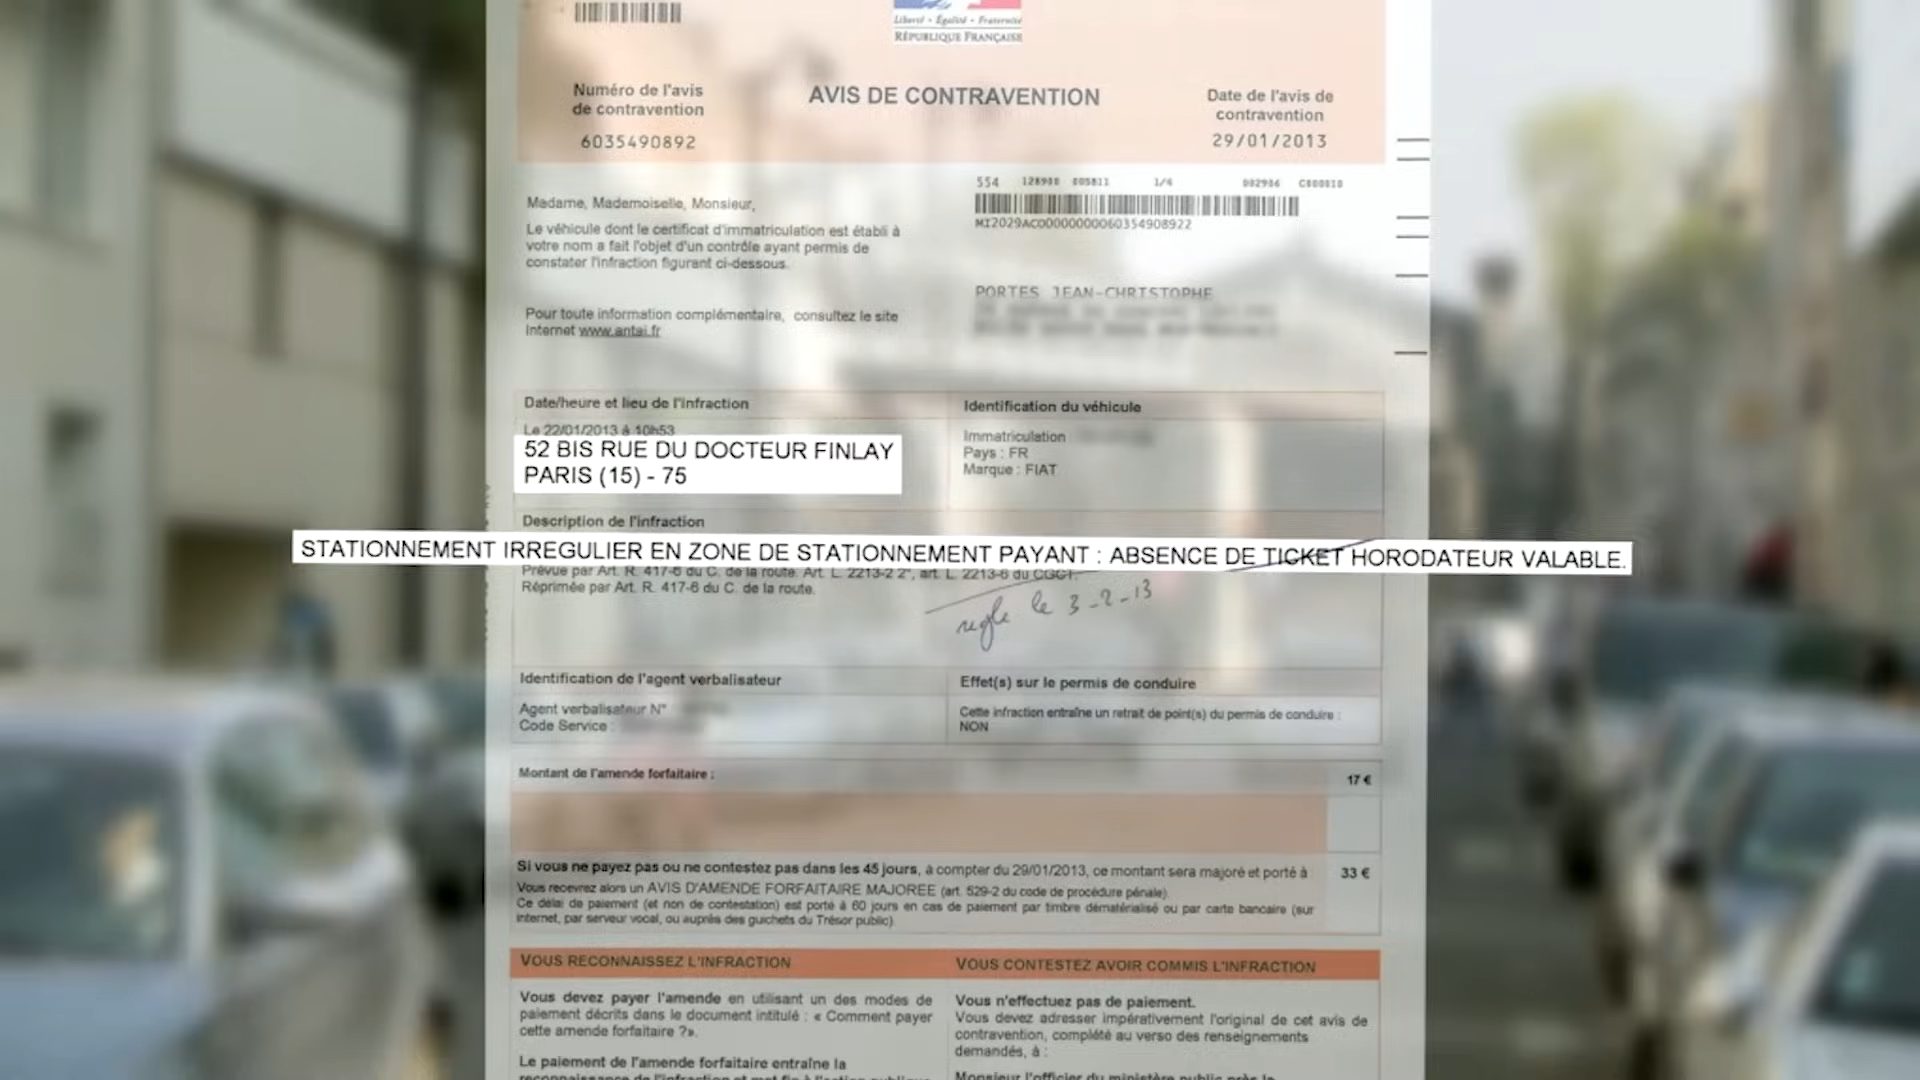 Liberté • Égalité • Fraternité
RÉPUBLIQUE FRANÇAISE
Numéro de l'avis
de contravention
6035490892
AVIS DE CONTRAVENTION
Date de l'avis de
contravention
29/01/2013
Madame, Mademoiselle, Monsieur,
Le véhicule dont le certificat d'immatriculation est établi à
votre nom a fait l'objet d'un contrôle ayant permis de
constater l'infraction figurant ci-dessous.
Pour toute information complémentaire, consultez le site
Internet www.antai.fr
554 128900 005811 1/4 002906 C000010
MI2029AC0000000060354908922
PORTES JEAN-CHRISTOPHE
Date/heure et lieu de l'infraction
Le 22/01/2013 à 10h53
52 BIS RUE DU DOCTEUR FINLAY
PARIS (15) - 75
Identification du véhicule
Immatriculation
Pays : FR
Marque : FIAT
Description de l'infraction
STATIONNEMENT IRREGULIER EN ZONE DE STATIONNEMENT PAYANT : ABSENCE DE TICKET HORODATEUR VALABLE.
Prévue par Art. R. 417-6 du C. de la route. Art. L. 2213-2 2°, art. L. 2213-6 du CGCT.
Réprimée par Art. R. 417-6 du C. de la route.
regle le 3-2-13
Identification de l'agent verbalisateur
Agent verbalisateur N°
Code Service :
Effet(s) sur le permis de conduire
Cette infraction entraîne un retrait de point(s) du permis de conduire :
NON
Montant de l'amende forfaitaire : 17 €
Si vous ne payez pas ou ne contestez pas dans les 45 jours, à compter du 29/01/2013, ce montant sera majoré et porté à : 33 €
Vous recevrez alors un AVIS D'AMENDE FORFAITAIRE MAJOREE (art. 529-2 du code de procédure pénale).
Ce délai de paiement (et non de contestation) est porté à 60 jours en cas de paiement par timbre dématérialisé ou par carte bancaire (sur
internet, par serveur vocal, ou auprès des guichets du Trésor public)
VOUS RECONNAISSEZ L'INFRACTION
Vous devez payer l'amende en utilisant un des modes de
paiement décrits dans le document intitulé : « Comment payer
cette amende forfaitaire ?».
Le paiement de l'amende forfaitaire entraîne la
reconnaissance de l'infraction et met fin à l'action publique
VOUS CONTESTEZ AVOIR COMMIS L'INFRACTION
Vous n'effectuez pas de paiement.
Vous devez adresser impérativement l'original de cet avis de
contravention, complété au verso des renseignements
demandés, à :
Monsieur l'officier du ministère public près le